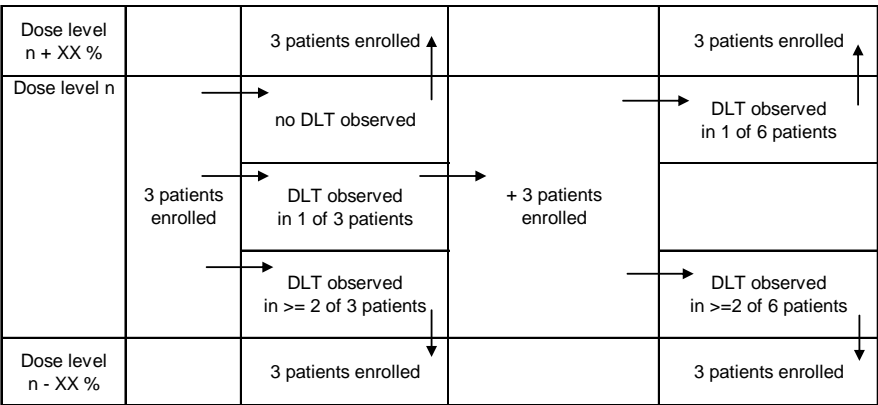 Dose level
n + XX %
3 patients enrolled
3 patients enrolled
Dose level n
no DLT observed
DLT observed
in 1 of 6 patients
3 patients
enrolled
DLT observed
in 1 of 3 patients
+ 3 patients
enrolled
DLT observed
in >= 2 of 3 patients
DLT observed
in >=2 of 6 patients
Dose level
n - XX %
3 patients enrolled
3 patients enrolled